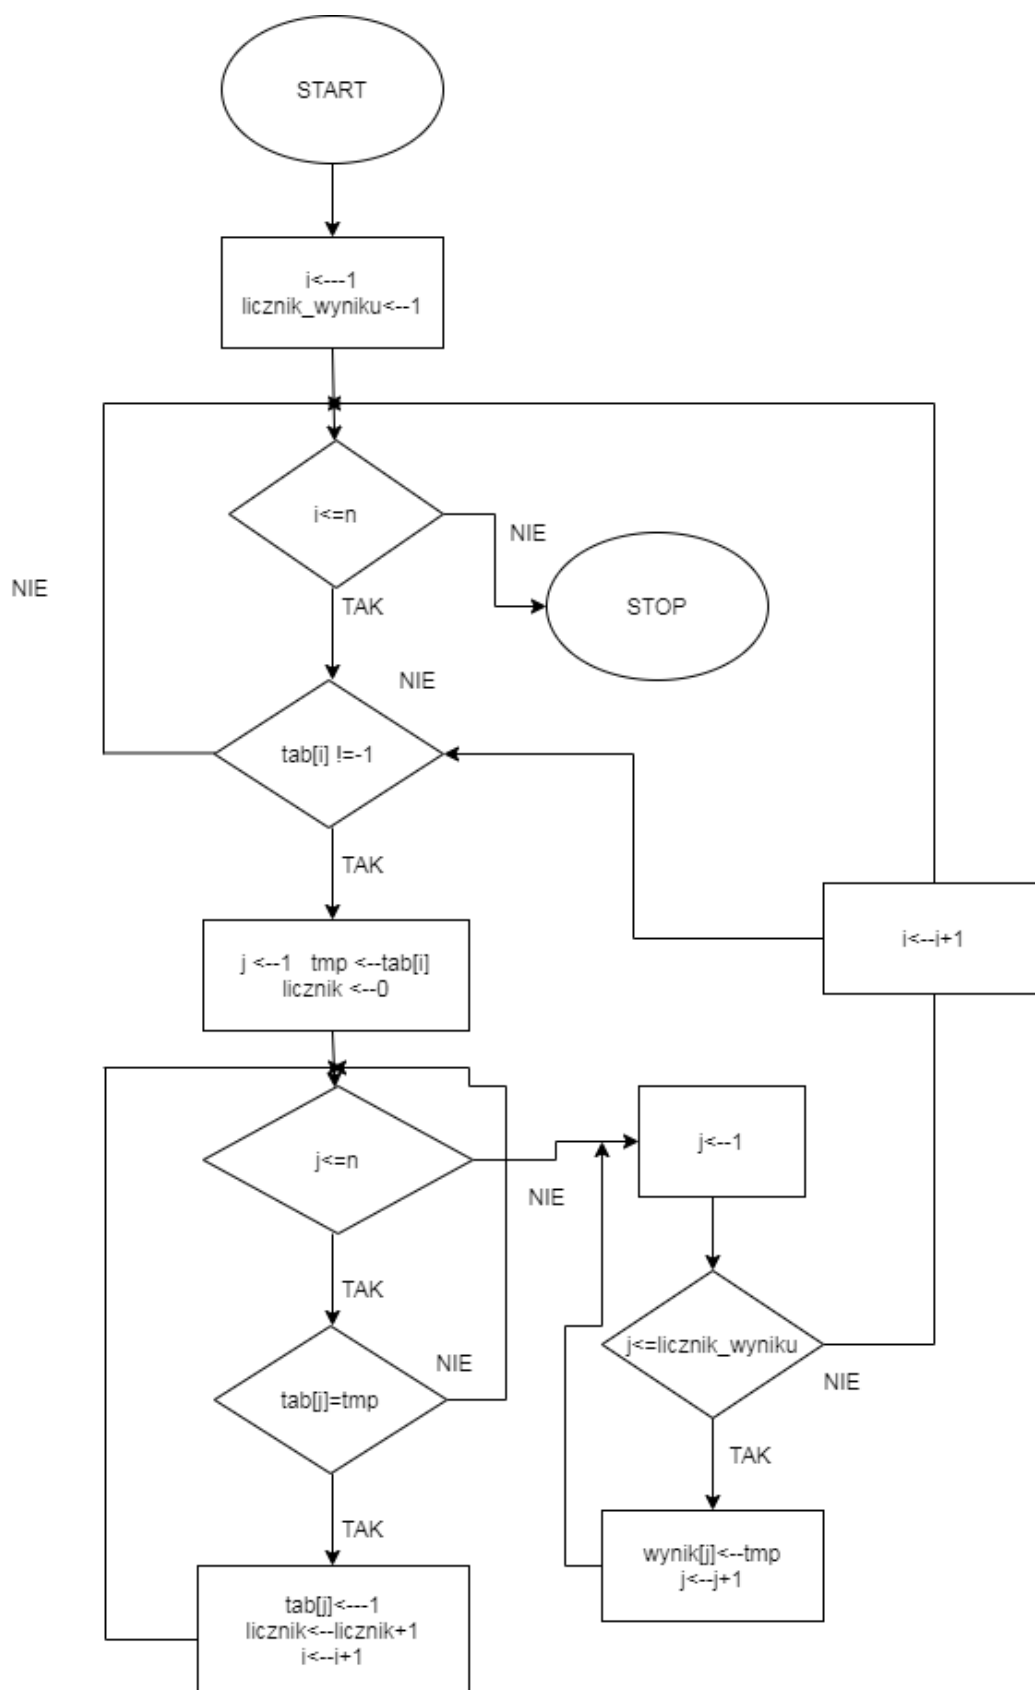 START
i<---1
licznik_wyniku<--1
i<=n
NIE
NIE
STOP
TAK
NIE
tab[i] !=-1
TAK
j <--1   tmp <--tab[i]
licznik <--0
i<--i+1
j<=n
NIE
j<--1
TAK
tab[j]=tmp
NIE
j<=licznik_wyniku
NIE
TAK
TAK
wynik[j]<--tmp
j<--j+1
tab[j]<---1
licznik<--licznik+1
i<--i+1